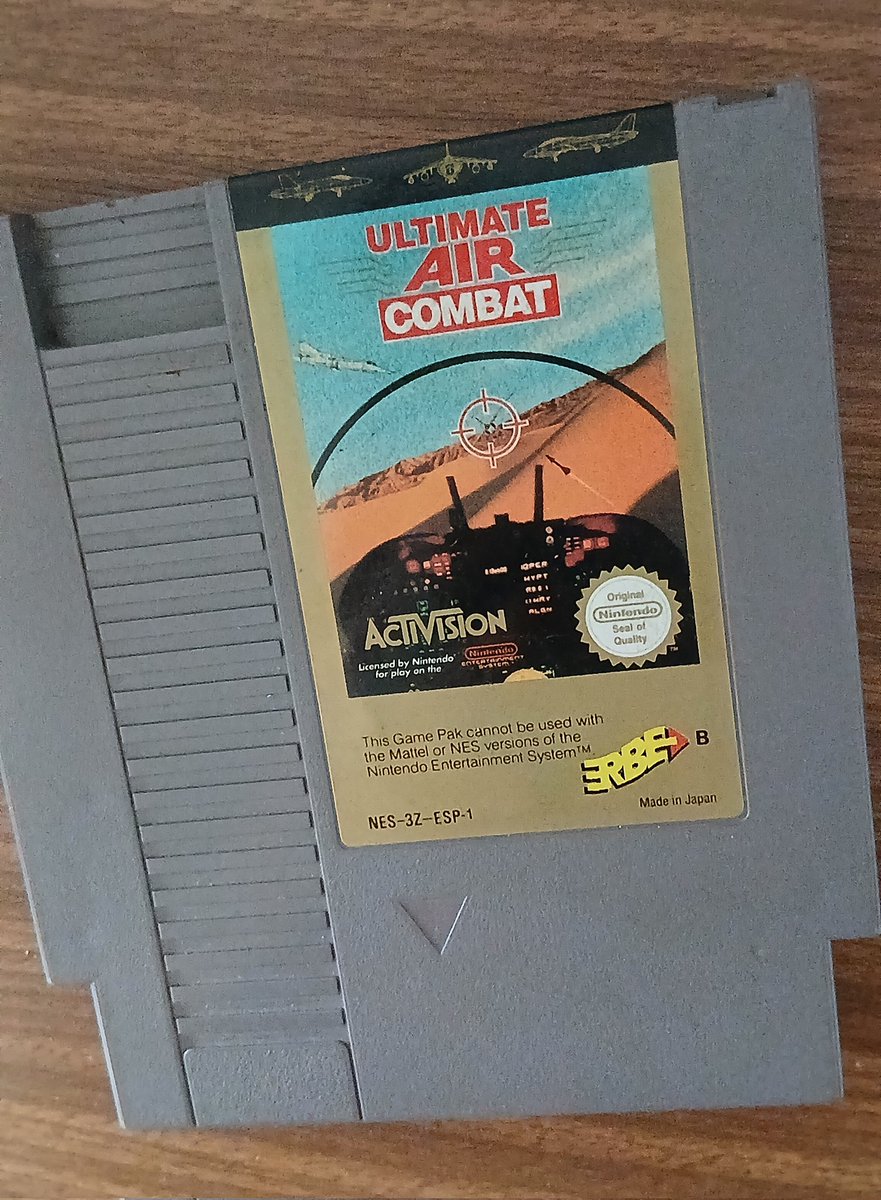 ULTIMATE
AIR
COMBAT
ACTIVISION
Licensed by Nintendo
for play on the
Nintendo
ENTERTAINMENT
SYSTEM
Original
Nintendo
Seal of
Quality
TM
This Game Pak cannot be used with
the Mattel or NES versions of the
Nintendo Entertainment System™
ERBE
B
NES-3Z-ESP-1
Made in Japan